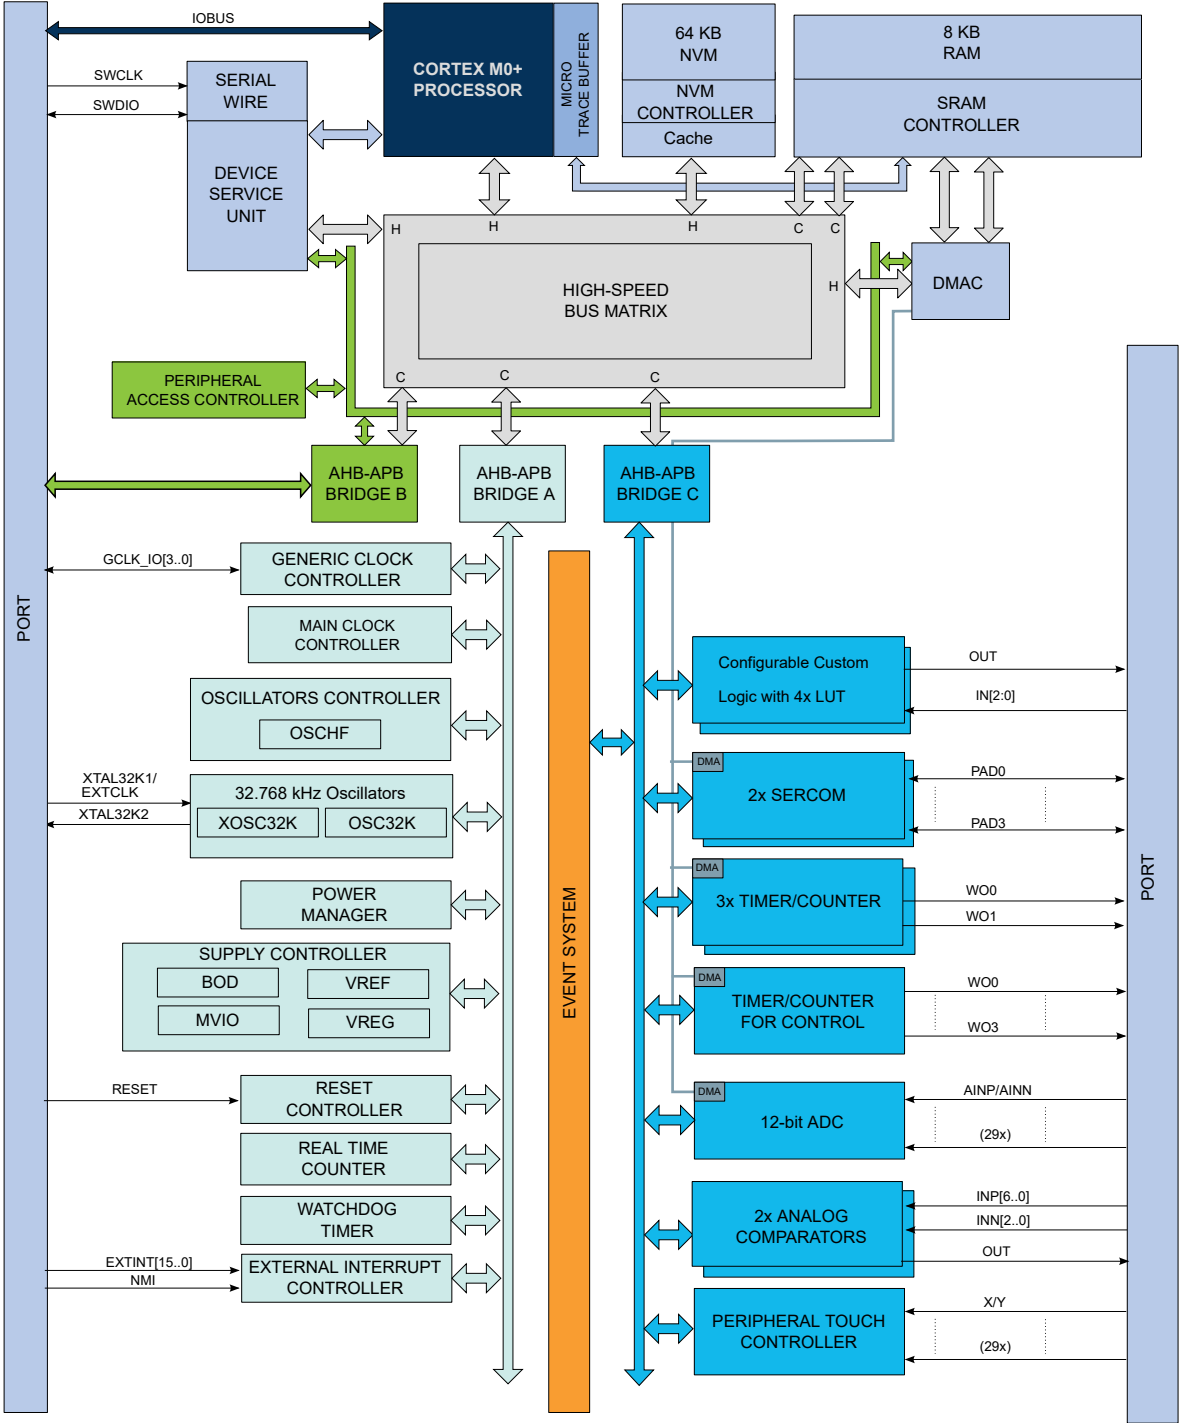 IOBUS
SWCLK
SWDIO
SERIAL
WIRE
DEVICE
SERVICE
UNIT
CORTEX M0+
PROCESSOR
MICRO
TRACE BUFFER
64 KB
NVM
NVM
CONTROLLER
Cache
8 KB
RAM
SRAM
CONTROLLER
H
H
H
C
C
H
HIGH-SPEED
BUS MATRIX
DMAC
C
C
C
PERIPHERAL
ACCESS CONTROLLER
AHB-APB
BRIDGE B
AHB-APB
BRIDGE A
AHB-APB
BRIDGE C
PORT
GCLK_IO[3..0]
GENERIC CLOCK
CONTROLLER
MAIN CLOCK
CONTROLLER
OSCILLATORS CONTROLLER
OSCHF
XTAL32K1/
EXTCLK
XTAL32K2
32.768 kHz Oscillators
XOSC32K
OSC32K
POWER
MANAGER
SUPPLY CONTROLLER
BOD
VREF
MVIO
VREG
RESET
RESET
CONTROLLER
REAL TIME
COUNTER
WATCHDOG
TIMER
EXTINT[15..0]
NMI
EXTERNAL INTERRUPT
CONTROLLER
EVENT SYSTEM
Configurable Custom
Logic with 4x LUT
OUT
IN[2:0]
DMA
2x SERCOM
PAD0
PAD3
DMA
3x TIMER/COUNTER
WO0
WO1
DMA
TIMER/COUNTER
FOR CONTROL
WO0
WO3
DMA
12-bit ADC
AINP/AINN
(29x)
2x ANALOG
COMPARATORS
INP[6..0]
INN[2..0]
OUT
PERIPHERAL TOUCH
CONTROLLER
X/Y
(29x)
PORT